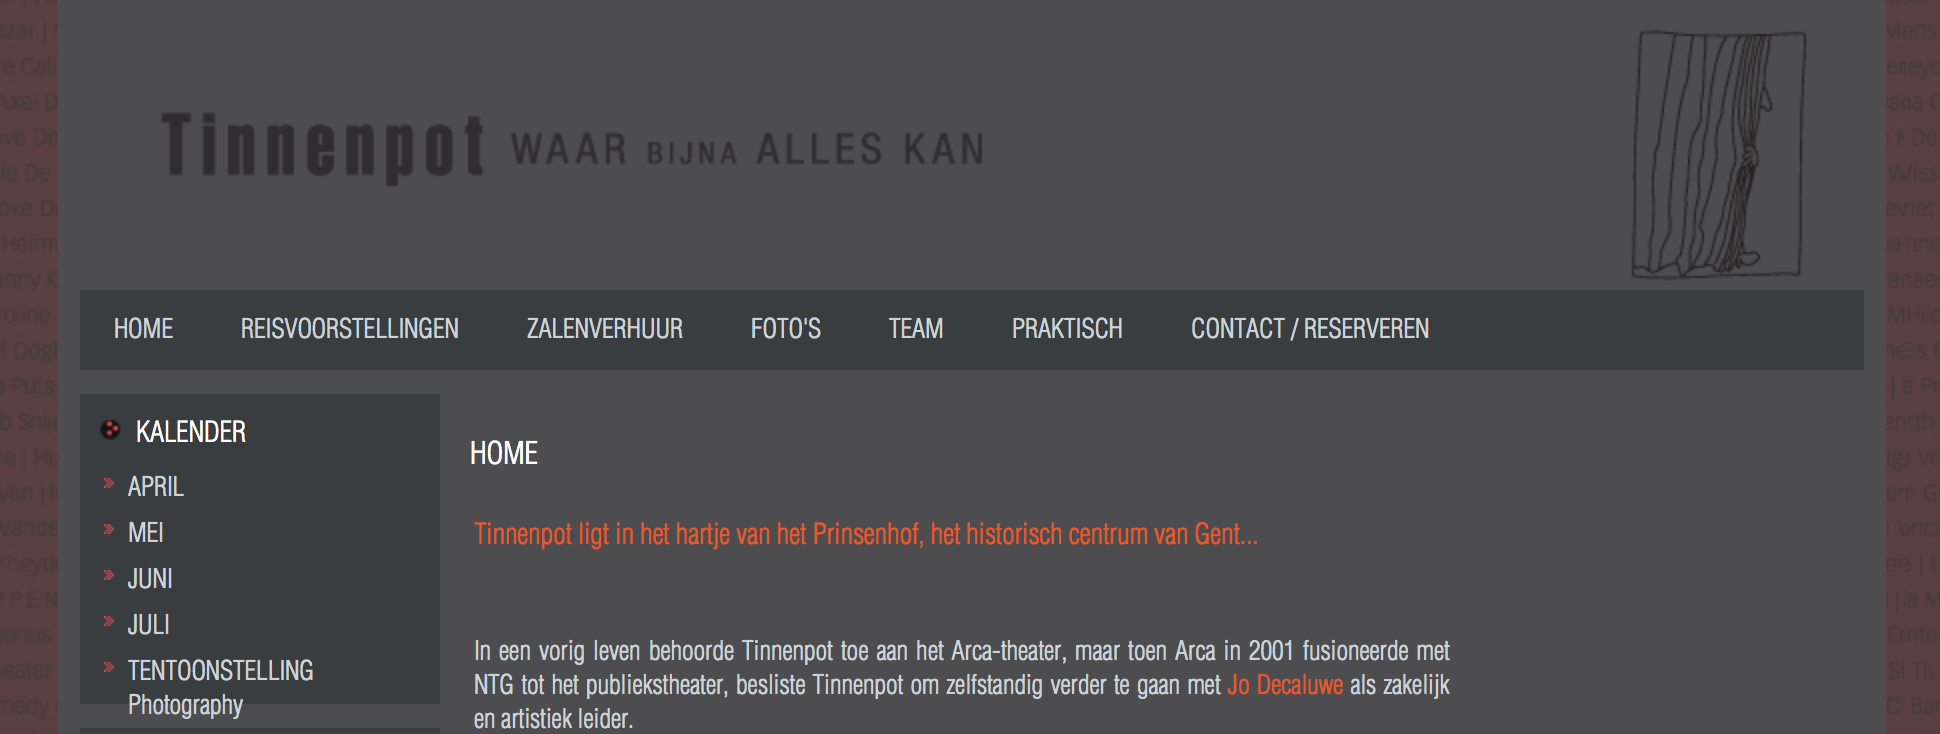 Tinnenpot WAAR BIJNA ALLES KAN
HOME REISVOORSTELLINGEN ZALENVERHUUR FOTO'S TEAM PRAKTISCH CONTACT / RESERVEREN
KALENDER
APRIL
MEI
JUNI
JULI
TENTOONSTELLING
Photography
HOME
Tinnenpot ligt in het hartje van het Prinsenhof, het historisch centrum van Gent...
In een vorig leven behoorde Tinnenpot toe aan het Arca-theater, maar toen Arca in 2001 fusioneerde met
NTG tot het publiekstheater, besliste Tinnenpot om zelfstandig verder te gaan met Jo Decaluwe als zakelijk
en artistiek leider.